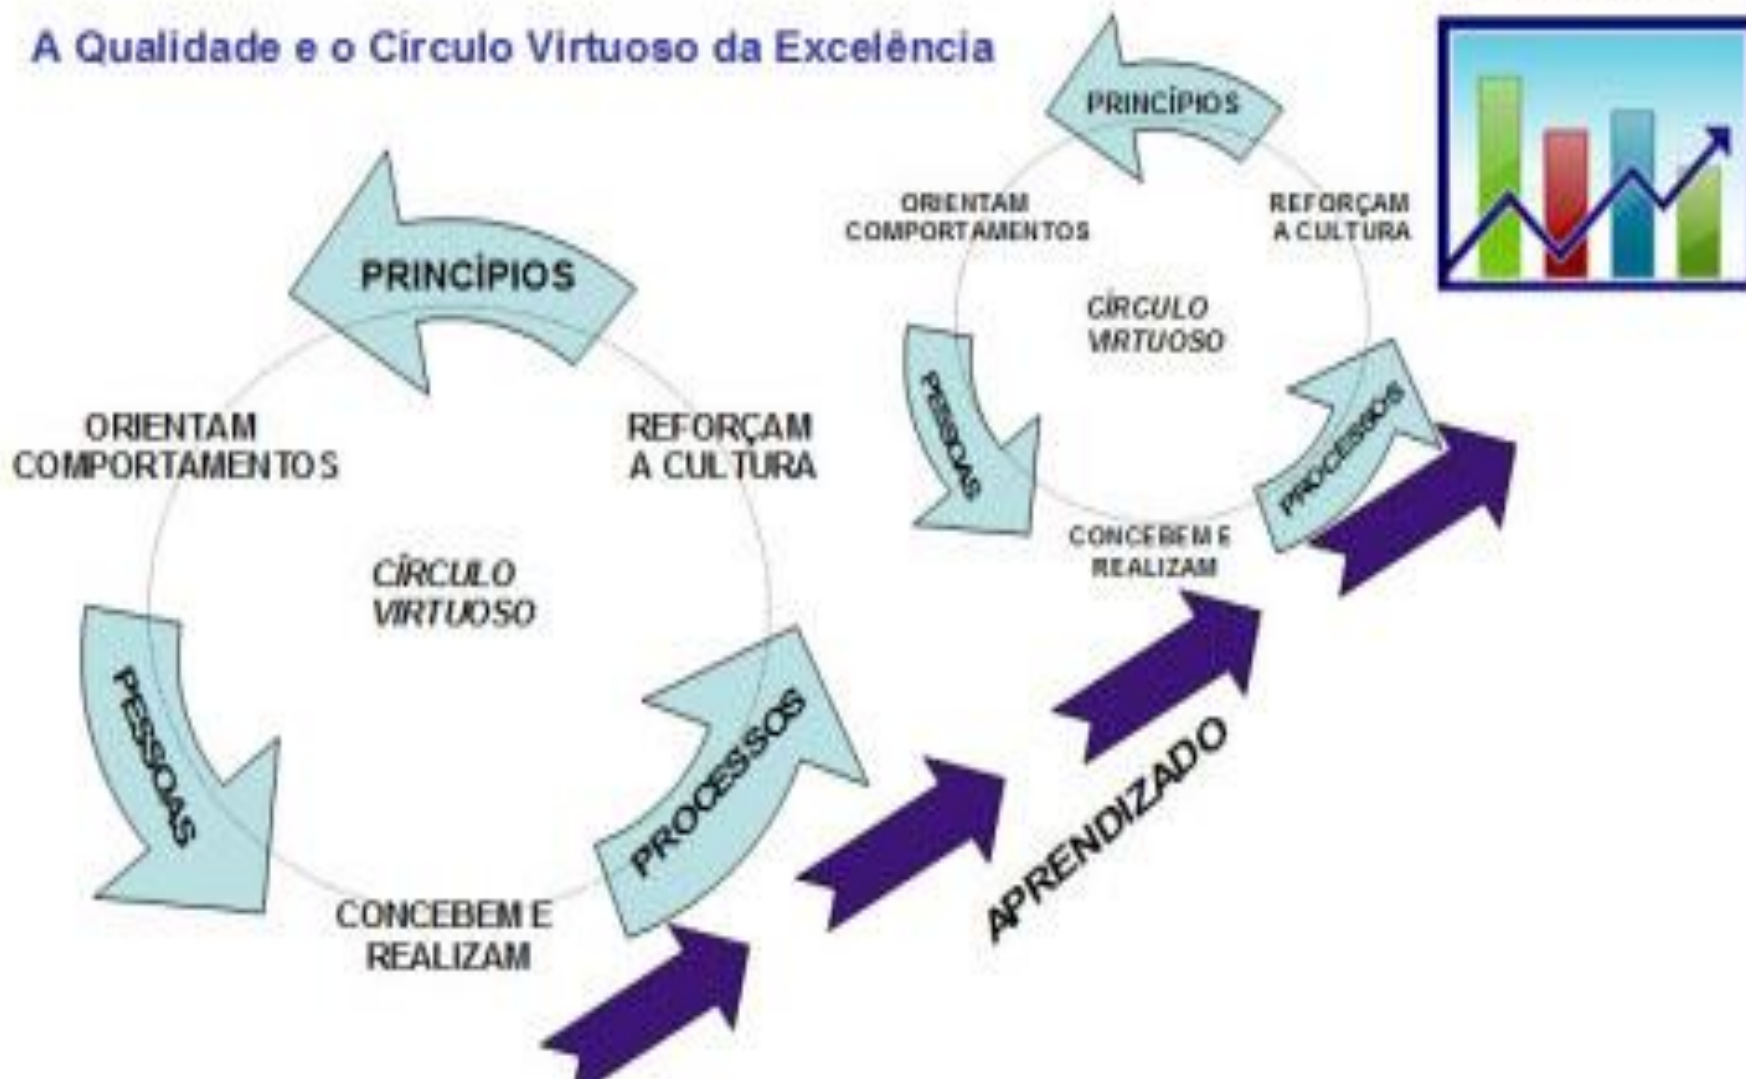 A Qualidade e o Círculo Virtuoso da Excelência
PRINCÍPIOS
ORIENTAM
COMPORTAMENTOS
REFORÇAM
A CULTURA
CÍRCULO
VIRTUOSO
PESSOAS
PROCESSOS
CONCEBEM E
REALIZAM
PRINCÍPIOS
ORIENTAM
COMPORTAMENTOS
REFORÇAM
A CULTURA
CÍRCULO
VIRTUOSO
PESSOAS
PROCESSOS
CONCEBEM E
REALIZAM
APRENDIZADO